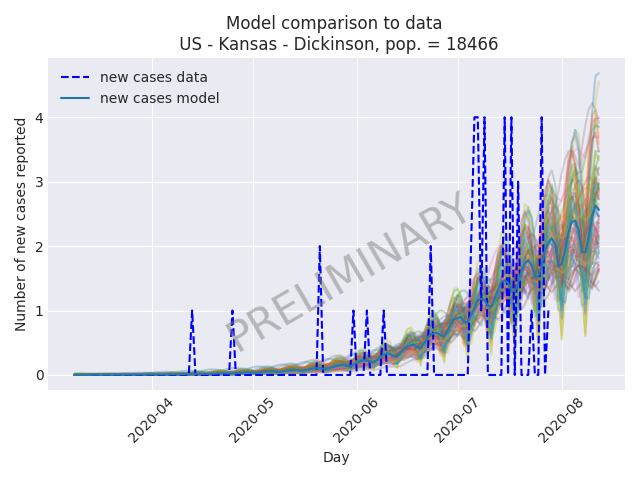 Model comparison to data
US - Kansas - Dickinson, pop. = 18466
new cases data
new cases model
Number of new cases reported
4
3
2
1
0
PRELIMINARY
2020-04
2020-05
2020-06
2020-07
2020-08
Day